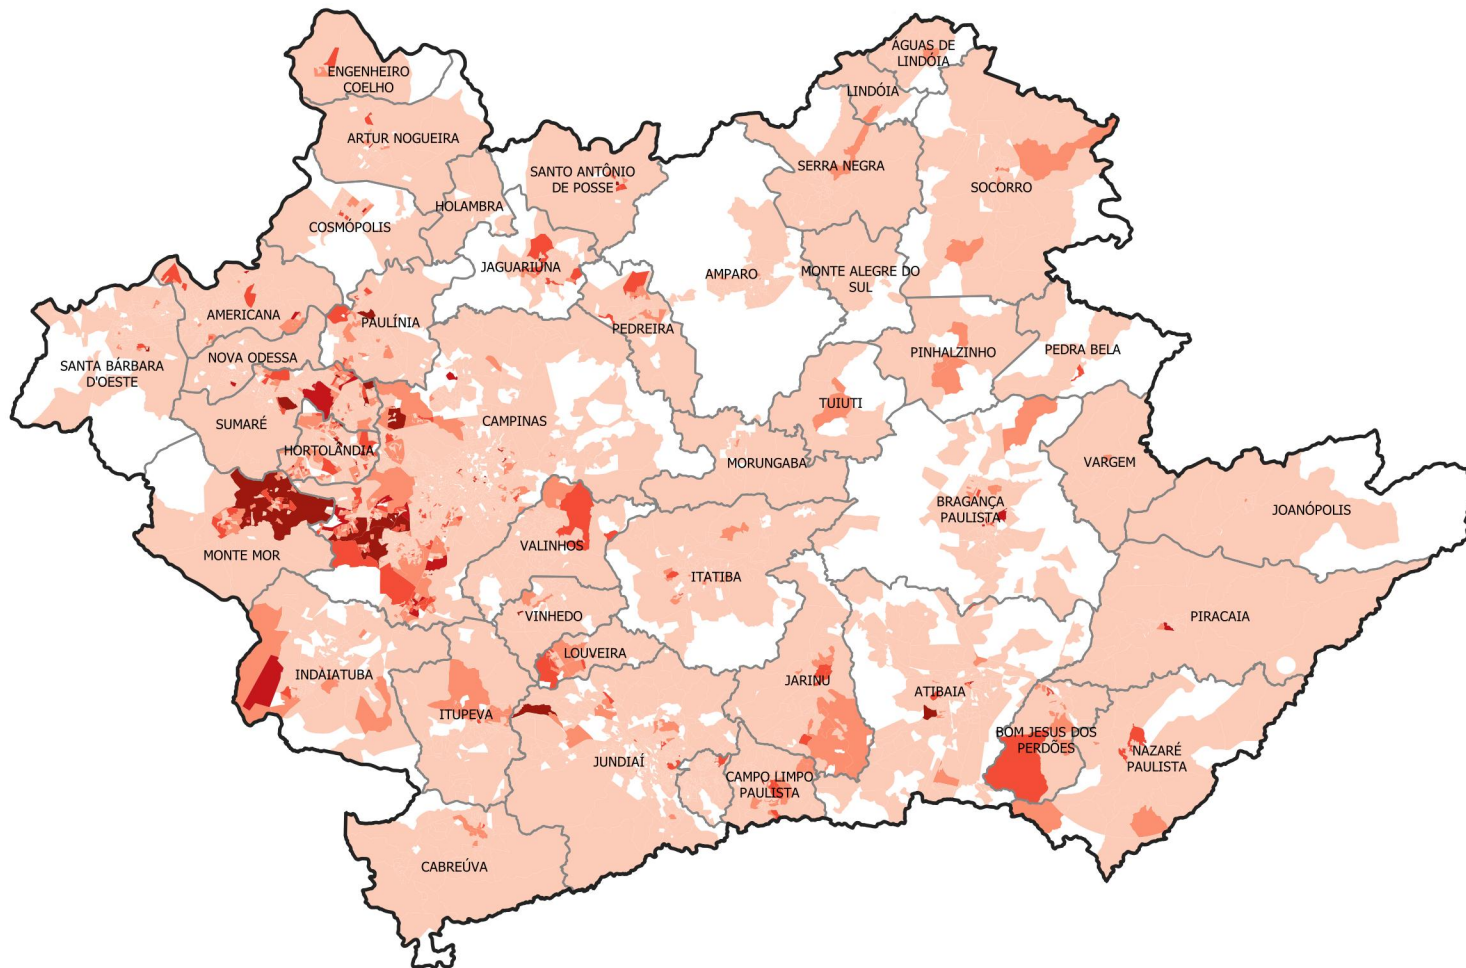 ÁGUAS DE
LINDÓIA
ENGENHEIRO
COELHO
LINDÓIA
ARTUR NOGUEIRA
SERRA NEGRA
SANTO ANTÔNIO
DE POSSE
SOCORRO
HOLAMBRA
COSMÓPOLIS
JAGUARIÚNA
AMPARO
MONTE ALEGRE DO
SUL
AMERICANA
PAULÍNIA
PEDREIRA
NOVA ODESSA
PINHALZINHO
PEDRA BELA
SANTA BÁRBARA
D'OESTE
TUIUTI
SUMARÉ
CAMPINAS
HORTOLÂNDIA
MORUNGABA
VARGEM
BRAGANÇA
PAULISTA
JOANÓPOLIS
VALINHOS
MONTE MOR
ITATIBA
VINHEDO
PIRACAIA
LOUVEIRA
INDAIATUBA
JARINU
ATIBAIA
ITUPEVA
BOM JESUS DOS
PERDÕES
NAZARÉ
PAULISTA
JUNDIAÍ
CAMPO LIMPO
PAULISTA
CABREÚVA